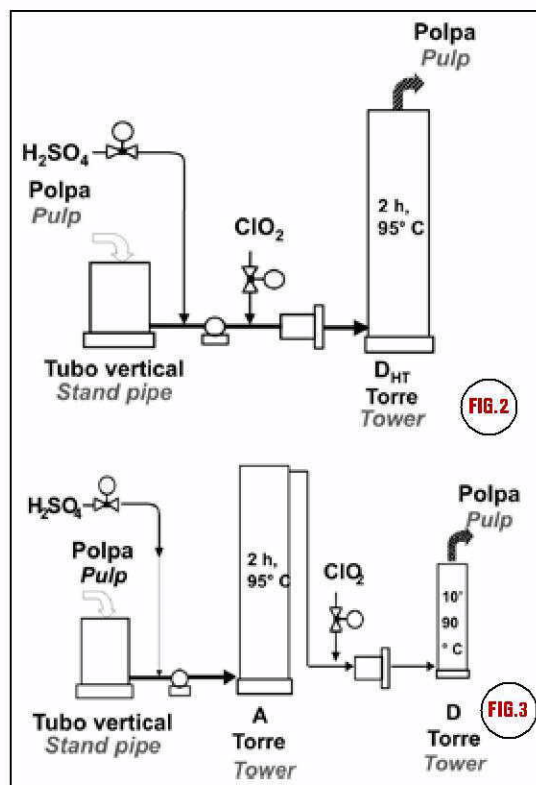 Polpa
Pulp
H₂SO₄
Polpa
Pulp
ClO₂
2 h,
95° C
Tubo vertical
Stand pipe
D_HT
Torre
Tower
FIG.2
H₂SO₄
Polpa
Pulp
2 h,
95° C
ClO₂
Polpa
Pulp
10'
90
° C
Tubo vertical
Stand pipe
A
Torre
Tower
D
Torre
Tower
FIG.3